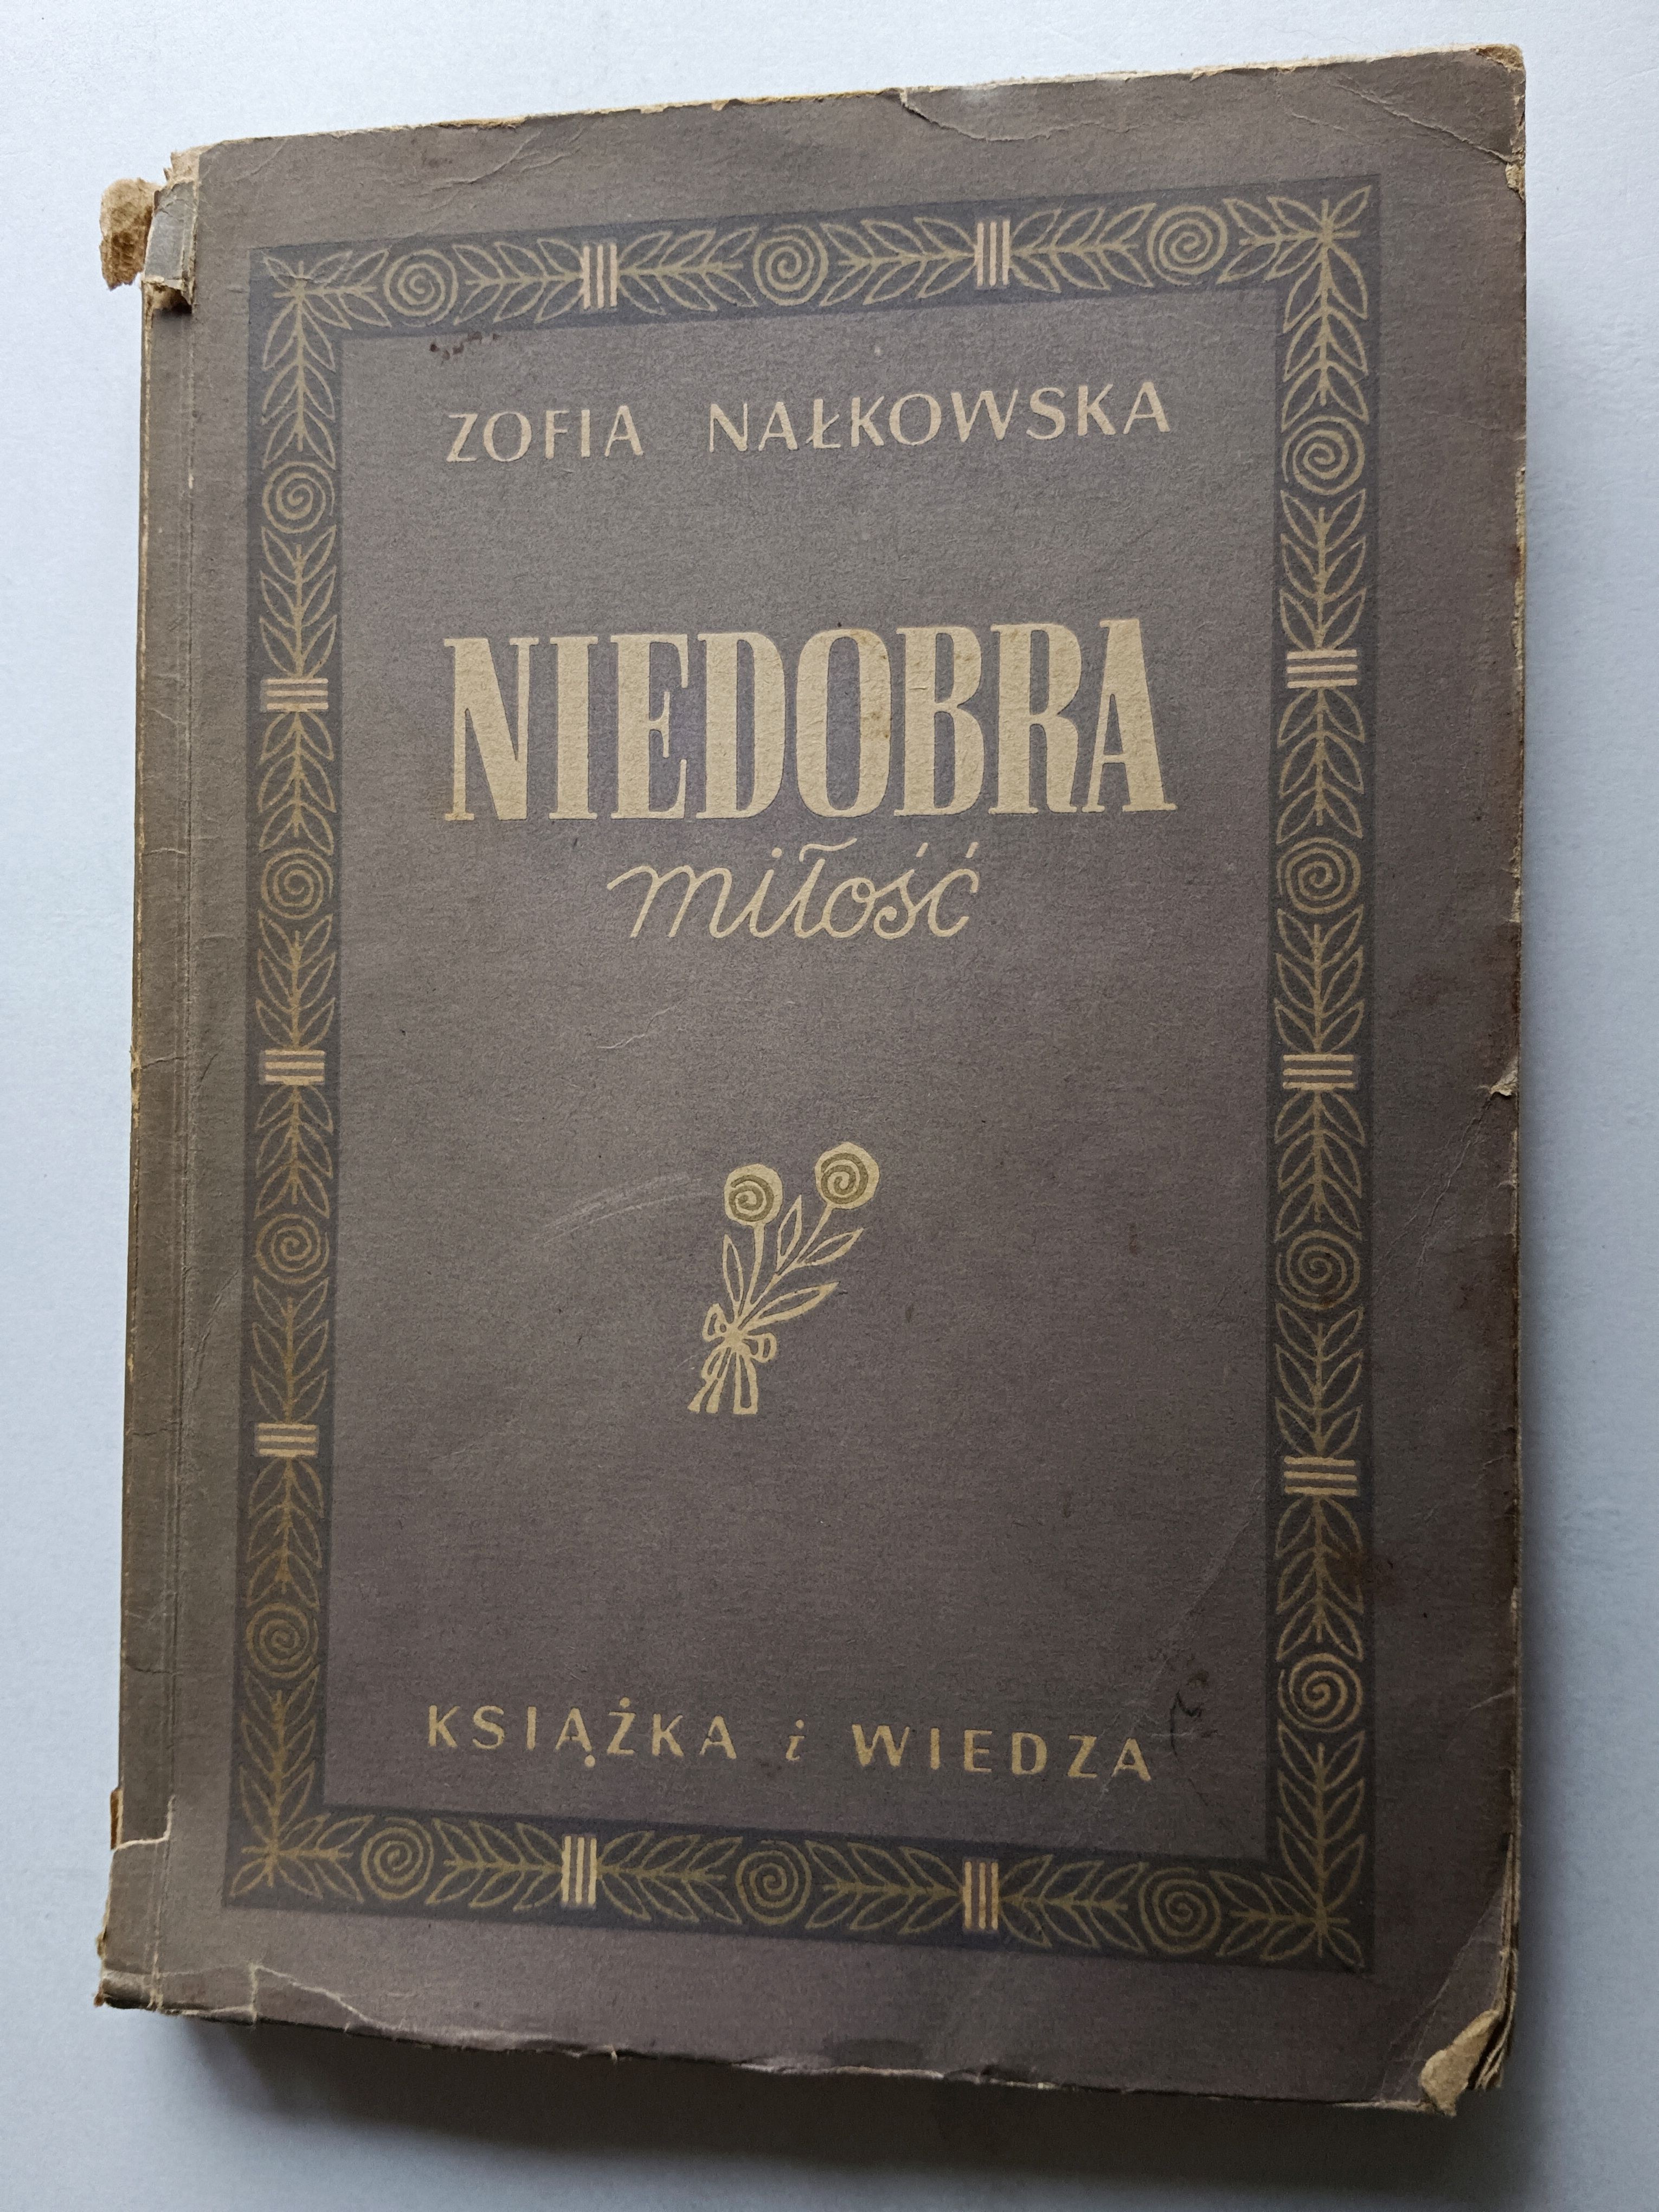 ZOFIA NAŁKOWSKA
NIEDOBRA
miłość
KSIĄŻKA i WIEDZA